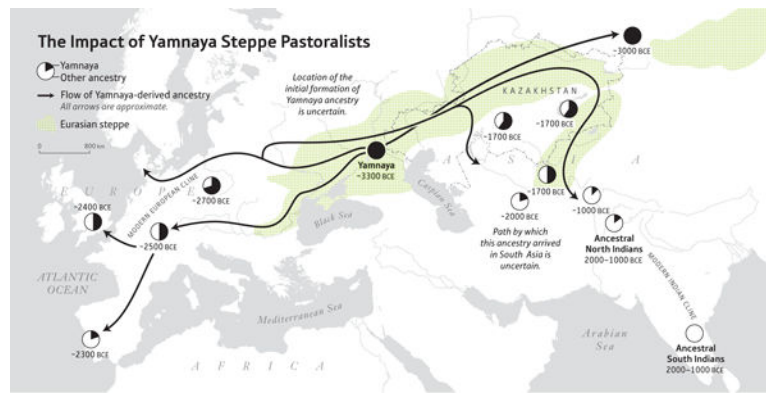 The Impact of Yamnaya Steppe Pastoralists
Yamnaya
Other ancestry
Flow of Yamnaya-derived ancestry
All arrows are approximate.
Eurasian steppe
0 800 km
Location of the
initial formation of
Yamnaya ancestry
is uncertain.
~3000 BCE
KAZAKHSTAN
~1700 BCE
~1700 BCE
Yamnaya
~3300 BCE
ASIA
EUROPE
MODERN EUROPEAN CLINE
~2700 BCE
~2400 BCE
~2500 BCE
~1700 BCE
~2000 BCE
~1000 BCE
Caspian Sea
Black Sea
Path by which
this ancestry arrived
in South Asia is
uncertain.
Ancestral
North Indians
2000–1000 BCE
MODERN INDIAN CLINE
ATLANTIC
OCEAN
Mediterranean Sea
Arabian
Sea
~2300 BCE
AFRICA
Ancestral
South Indians
2000–1000 BCE